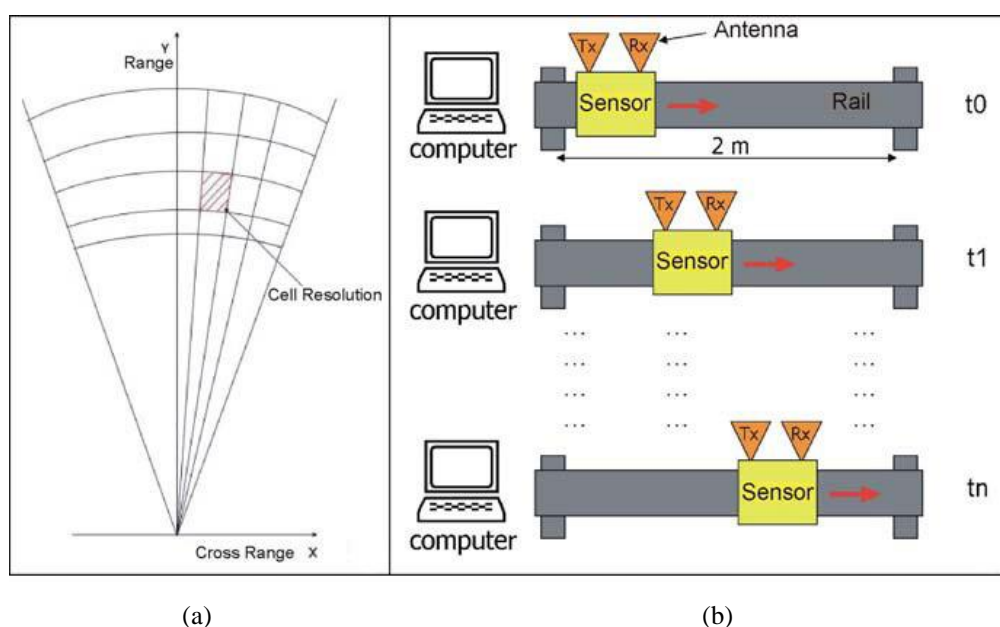 Y
Range
Cell Resolution
Cross Range X
(a)
Tx Rx Antenna
Sensor Rail t0
computer
2 m
Tx Rx
Sensor t1
computer
... ... ...
... ... ...
... ... ...
... ... ...
Tx Rx
Sensor tn
computer
(b)